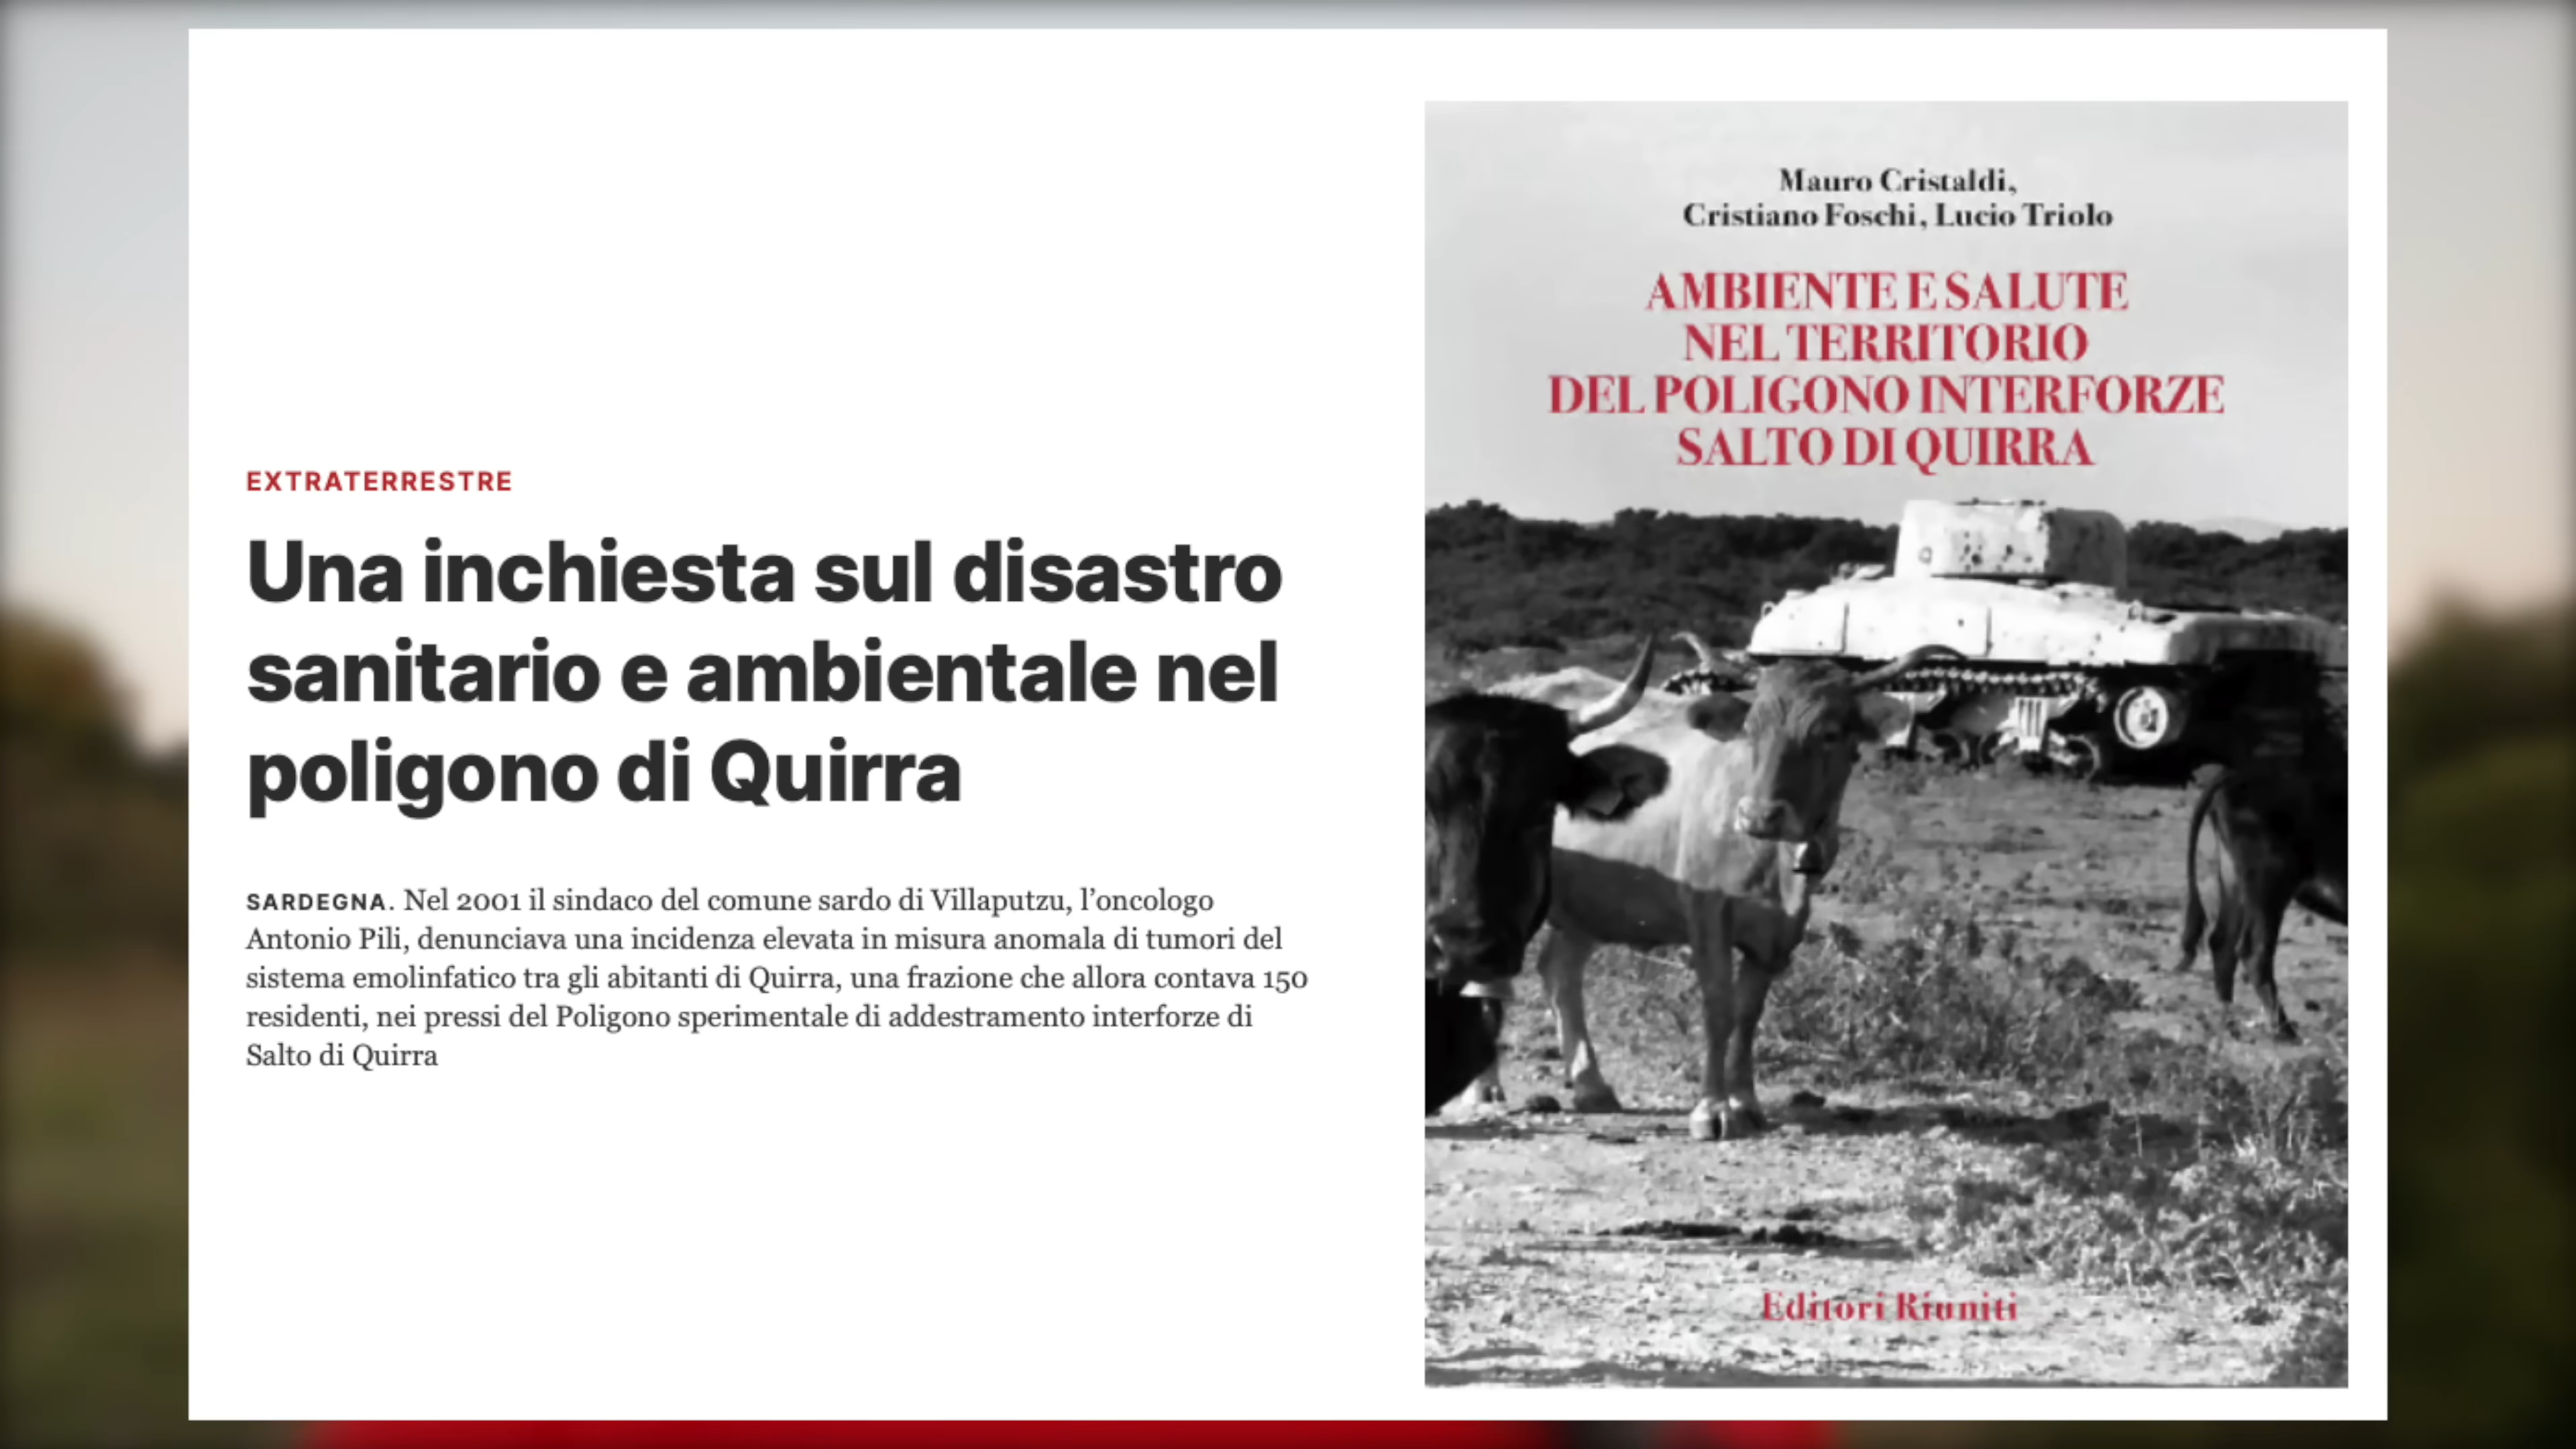 EXTRATERRESTRE
Una inchiesta sul disastro
sanitario e ambientale nel
poligono di Quirra
SARDEGNA. Nel 2001 il sindaco del comune sardo di Villaputzu, l’oncologo
Antonio Pili, denunciava una incidenza elevata in misura anomala di tumori del
sistema emolinfatico tra gli abitanti di Quirra, una frazione che allora contava 150
residenti, nei pressi del Poligono sperimentale di addestramento interforze di
Salto di Quirra
Mauro Cristaldi,
Cristiano Foschi, Lucio Triolo
AMBIENTE E SALUTE
NEL TERRITORIO
DEL POLIGONO INTERFORZE
SALTO DI QUIRRA
Editori Riuniti